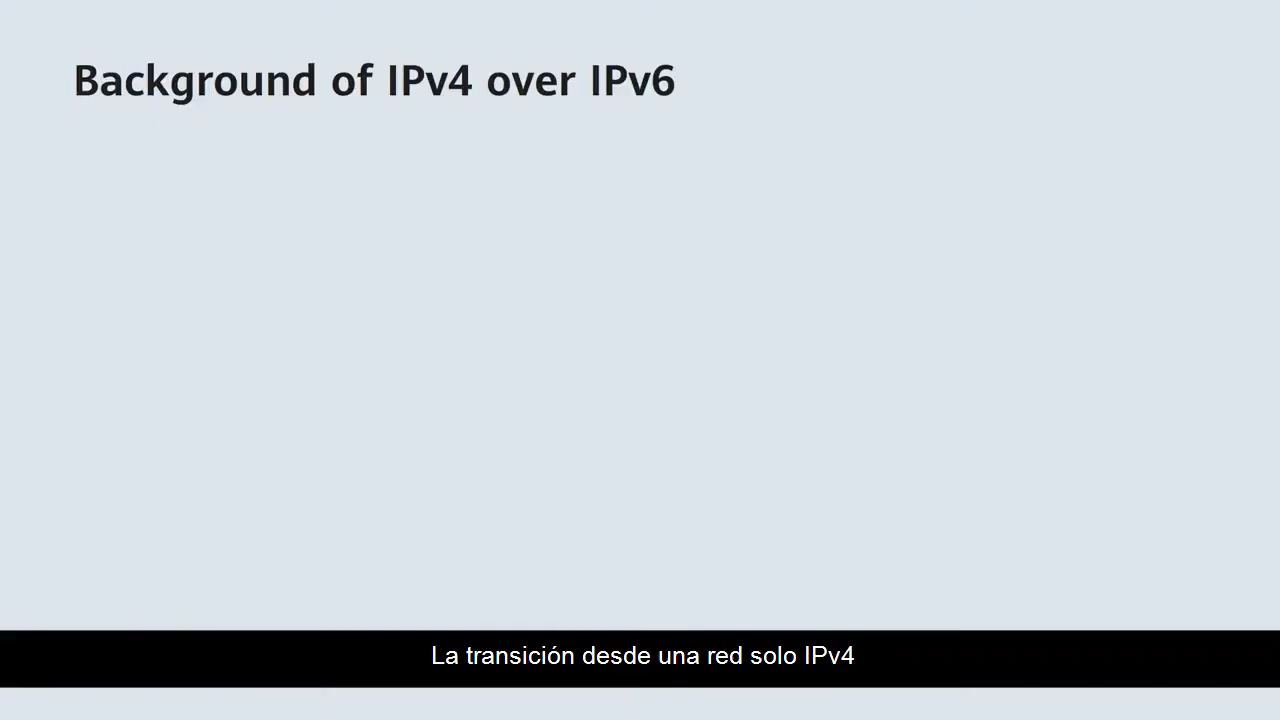 Background of IPv4 over IPv6
La transición desde una red solo IPv4